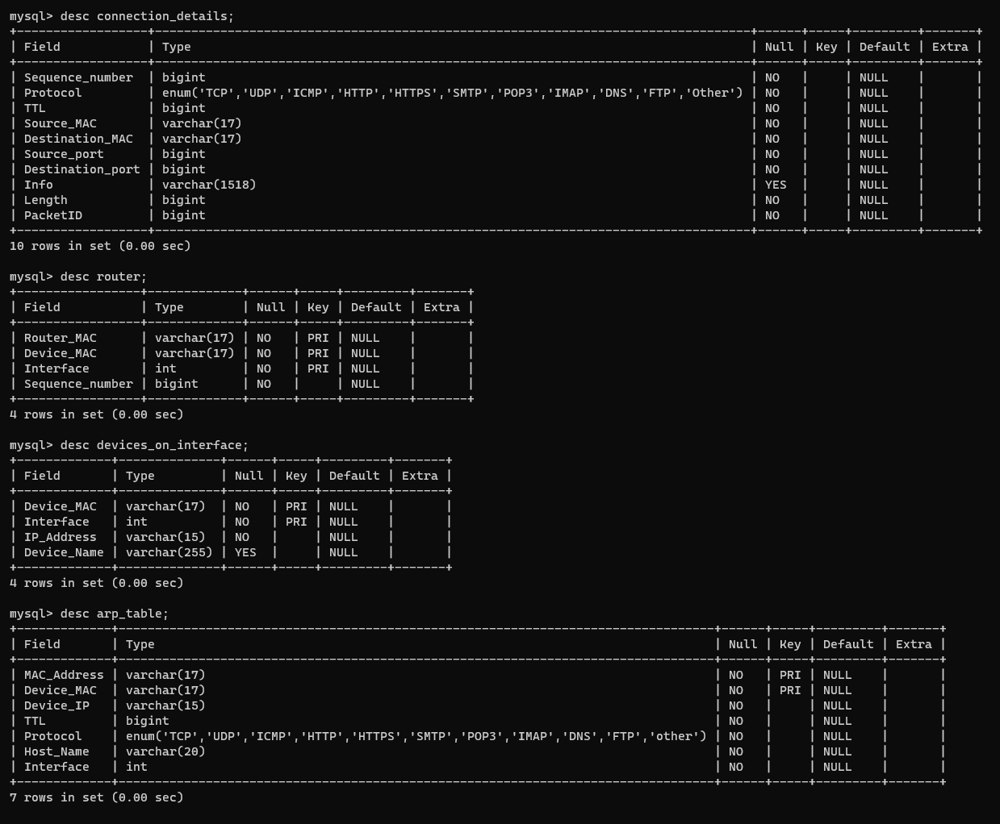 mysql> desc connection_details;
+------------------+----------------------------------------------------------------------------------+------+-----+---------+-------+
| Field            | Type                                                                             | Null | Key | Default | Extra |
+------------------+----------------------------------------------------------------------------------+------+-----+---------+-------+
| Sequence_number  | bigint                                                                           | NO   |     | NULL    |       |
| Protocol         | enum('TCP','UDP','ICMP','HTTP','HTTPS','SMTP','POP3','IMAP','DNS','FTP','Other') | NO   |     | NULL    |       |
| TTL              | bigint                                                                           | NO   |     | NULL    |       |
| Source_MAC       | varchar(17)                                                                      | NO   |     | NULL    |       |
| Destination_MAC  | varchar(17)                                                                      | NO   |     | NULL    |       |
| Source_port      | bigint                                                                           | NO   |     | NULL    |       |
| Destination_port | bigint                                                                           | NO   |     | NULL    |       |
| Info             | varchar(1518)                                                                    | YES  |     | NULL    |       |
| Length           | bigint                                                                           | NO   |     | NULL    |       |
| PacketID         | bigint                                                                           | NO   |     | NULL    |       |
+------------------+----------------------------------------------------------------------------------+------+-----+---------+-------+
10 rows in set (0.00 sec)

mysql> desc router;
+-----------------+-------------+------+-----+---------+-------+
| Field           | Type        | Null | Key | Default | Extra |
+-----------------+-------------+------+-----+---------+-------+
| Router_MAC      | varchar(17) | NO   | PRI | NULL    |       |
| Device_MAC      | varchar(17) | NO   | PRI | NULL    |       |
| Interface       | int         | NO   | PRI | NULL    |       |
| Sequence_number | bigint      | NO   |     | NULL    |       |
+-----------------+-------------+------+-----+---------+-------+
4 rows in set (0.00 sec)

mysql> desc devices_on_interface;
+-------------+--------------+------+-----+---------+-------+
| Field       | Type         | Null | Key | Default | Extra |
+-------------+--------------+------+-----+---------+-------+
| Device_MAC  | varchar(17)  | NO   | PRI | NULL    |       |
| Interface   | int          | NO   | PRI | NULL    |       |
| IP_Address  | varchar(15)  | NO   |     | NULL    |       |
| Device_Name | varchar(255) | YES  |     | NULL    |       |
+-------------+--------------+------+-----+---------+-------+
4 rows in set (0.00 sec)

mysql> desc arp_table;
+-------------+----------------------------------------------------------------------------------+------+-----+---------+-------+
| Field       | Type                                                                             | Null | Key | Default | Extra |
+-------------+----------------------------------------------------------------------------------+------+-----+---------+-------+
| MAC_Address | varchar(17)                                                                      | NO   | PRI | NULL    |       |
| Device_MAC  | varchar(17)                                                                      | NO   | PRI | NULL    |       |
| Device_IP   | varchar(15)                                                                      | NO   |     | NULL    |       |
| TTL         | bigint                                                                           | NO   |     | NULL    |       |
| Protocol    | enum('TCP','UDP','ICMP','HTTP','HTTPS','SMTP','POP3','IMAP','DNS','FTP','other') | NO   |     | NULL    |       |
| Host_Name   | varchar(20)                                                                      | NO   |     | NULL    |       |
| Interface   | int                                                                              | NO   |     | NULL    |       |
+-------------+----------------------------------------------------------------------------------+------+-----+---------+-------+
7 rows in set (0.00 sec)